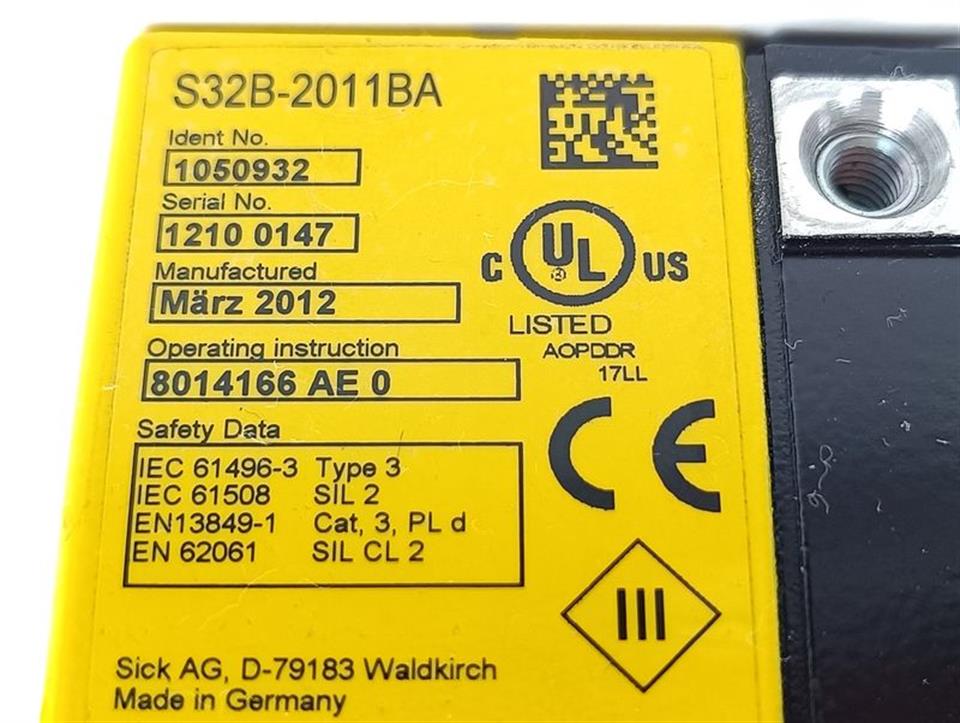 S32B-2011BA
Ident No.
1050932
Serial No.
1210 0147
Manufactured
März 2012
Operating instruction
8014166 AE 0
Safety Data
IEC 61496-3 Type 3
IEC 61508 SIL 2
EN13849-1 Cat, 3, PL d
EN 62061 SIL CL 2
C UL US
LISTED
AOPDDR
17LL
CE
III
Sick AG, D-79183 Waldkirch
Made in Germany